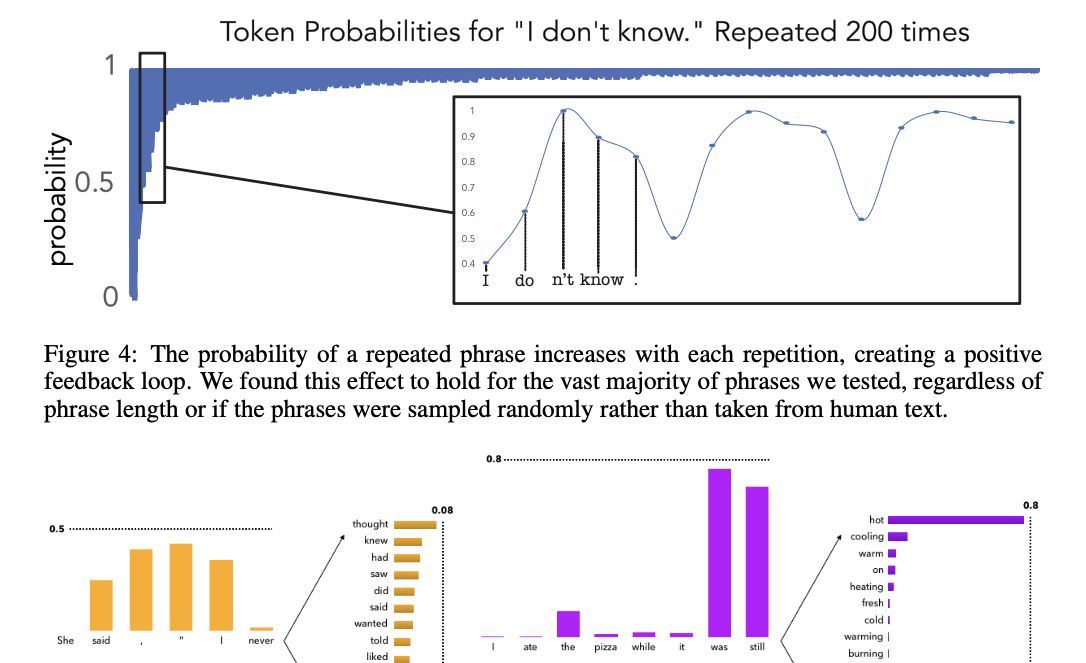 Token Probabilities for "I don't know." Repeated 200 times
1
0.5
0
probability
1
0.9
0.8
0.7
0.6
0.5
0.4
I do n't know .
Figure 4: The probability of a repeated phrase increases with each repetition, creating a positive
feedback loop. We found this effect to hold for the vast majority of phrases we tested, regardless of
phrase length or if the phrases were sampled randomly rather than taken from human text.
0.5
She said , “ I never
0.08
thought
knew
had
saw
did
said
wanted
told
liked
0.8
I ate the pizza while it was still
0.8
hot
cooling
warm
on
heating
fresh
cold
warming
burning